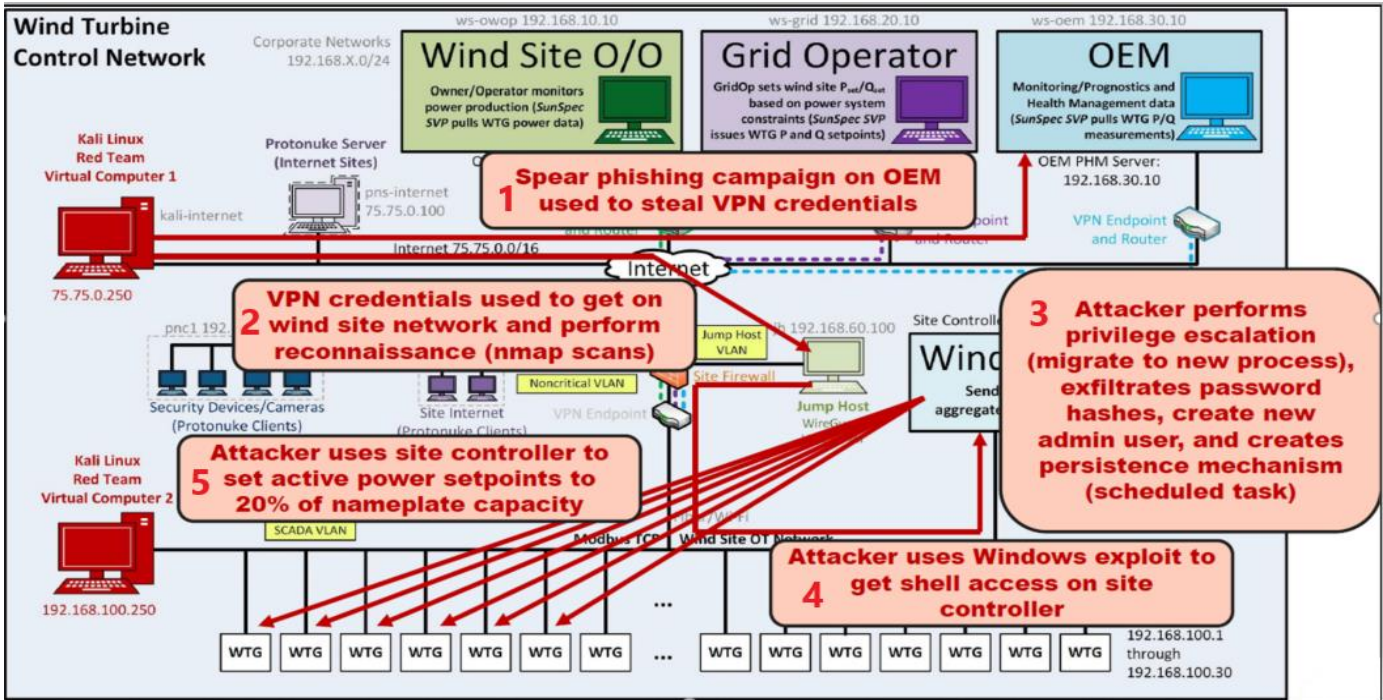 Wind Turbine
Control Network
Corporate Networks
192.168.X.0/24
ws-owop 192.168.10.10
Wind Site O/O
Owner/Operator monitors
power production (SunSpec
SVP pulls WTG power data)
ws-grid 192.168.20.10
Grid Operator
GridOp sets wind site Pset/Qset
based on power system
constraints (SunSpec SVP
issues WTG P and Q setpoints)
ws-oem 192.168.30.10
OEM
Monitoring/Prognostics and
Health Management data
(SunSpec SVP pulls WTG P/Q
measurements)
OEM PHM Server:
192.168.30.10
Kali Linux
Red Team
Virtual Computer 1
kali-internet
75.75.0.250
Protonuke Server
(Internet Sites)
pns-internet
75.75.0.100
1 Spear phishing campaign on OEM
used to steal VPN credentials
and Router
and Router
VPN Endpoint
and Router
Internet 75.75.0.0/16
Internet
2 VPN credentials used to get on
wind site network and perform
reconnaissance (nmap scans)
pnc1 192.
Security Devices/Cameras
(Protonuke Clients)
Site Internet
(Protonuke Clients)
Noncritical VLAN
Jump Host
VLAN
Site Firewall
VPN Endpoint
192.168.60.100
Jump Host
Site Controlle
Wind
Send
aggregate
3 Attacker performs
privilege escalation
(migrate to new process),
exfiltrates password
hashes, create new
admin user, and creates
persistence mechanism
(scheduled task)
Kali Linux
Red Team
Virtual Computer 2
192.168.100.250
5 Attacker uses site controller to
set active power setpoints to
20% of nameplate capacity
SCADA VLAN
Modbus TCP Wind Site OT Network
4 Attacker uses Windows exploit to
get shell access on site
controller
...
...
WTG WTG WTG WTG WTG WTG WTG ... WTG WTG WTG WTG WTG WTG WTG WTG
192.168.100.1
through
192.168.100.30